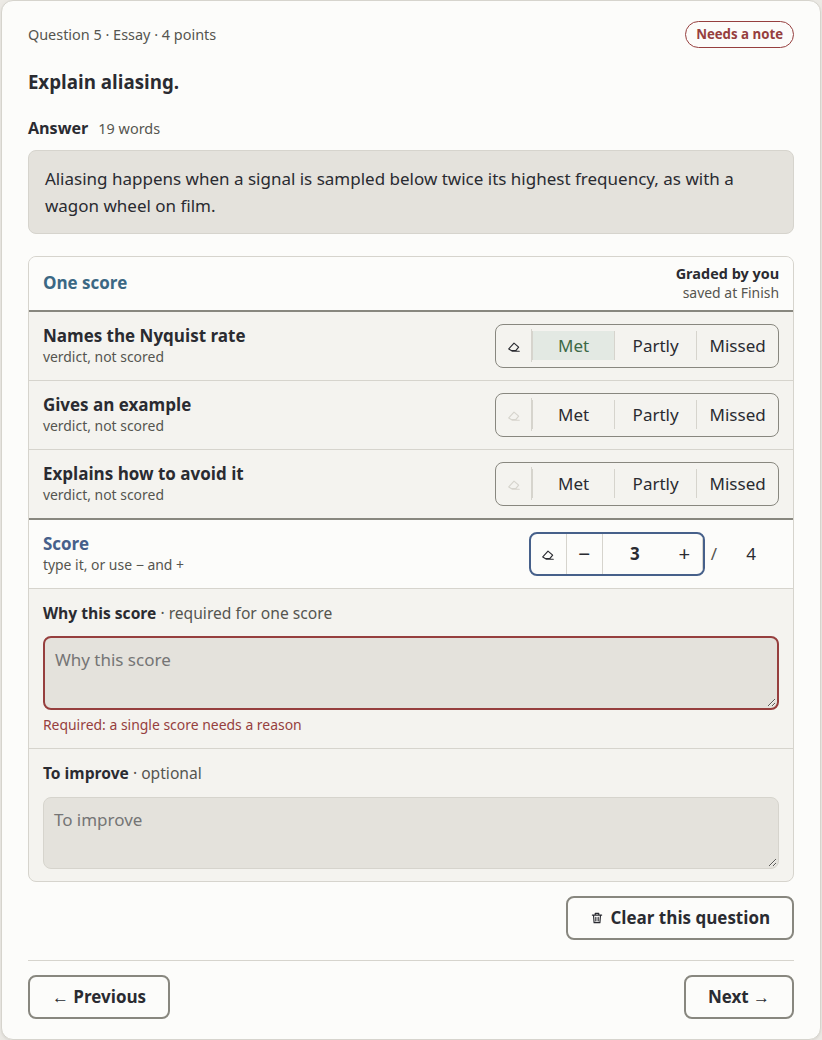 Question 5 · Essay · 4 points
Needs a note
Explain aliasing.
Answer 19 words
Aliasing happens when a signal is sampled below twice its highest frequency, as with a
wagon wheel on film.
One score
Graded by you
saved at Finish
Names the Nyquist rate
verdict, not scored
Met Partly Missed
Gives an example
verdict, not scored
Met Partly Missed
Explains how to avoid it
verdict, not scored
Met Partly Missed
Score
type it, or use − and +
− 3 + / 4
Why this score · required for one score
Why this score
Required: a single score needs a reason
To improve · optional
To improve
Clear this question
← Previous
Next →